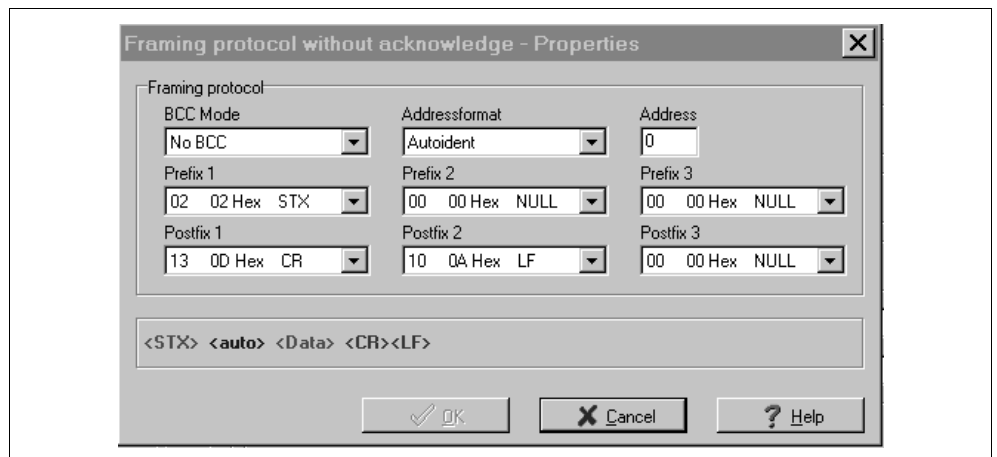 Framing protocol without acknowledge - Properties
Framing protocol
BCC Mode Addressformat Address
No BCC Autoident 0
Prefix 1 Prefix 2 Prefix 3
02 02 Hex STX 00 00 Hex NULL 00 00 Hex NULL
Postfix 1 Postfix 2 Postfix 3
13 0D Hex CR 10 0A Hex LF 00 00 Hex NULL
<STX> <auto> <Data> <CR><LF>
OK Cancel ? Help